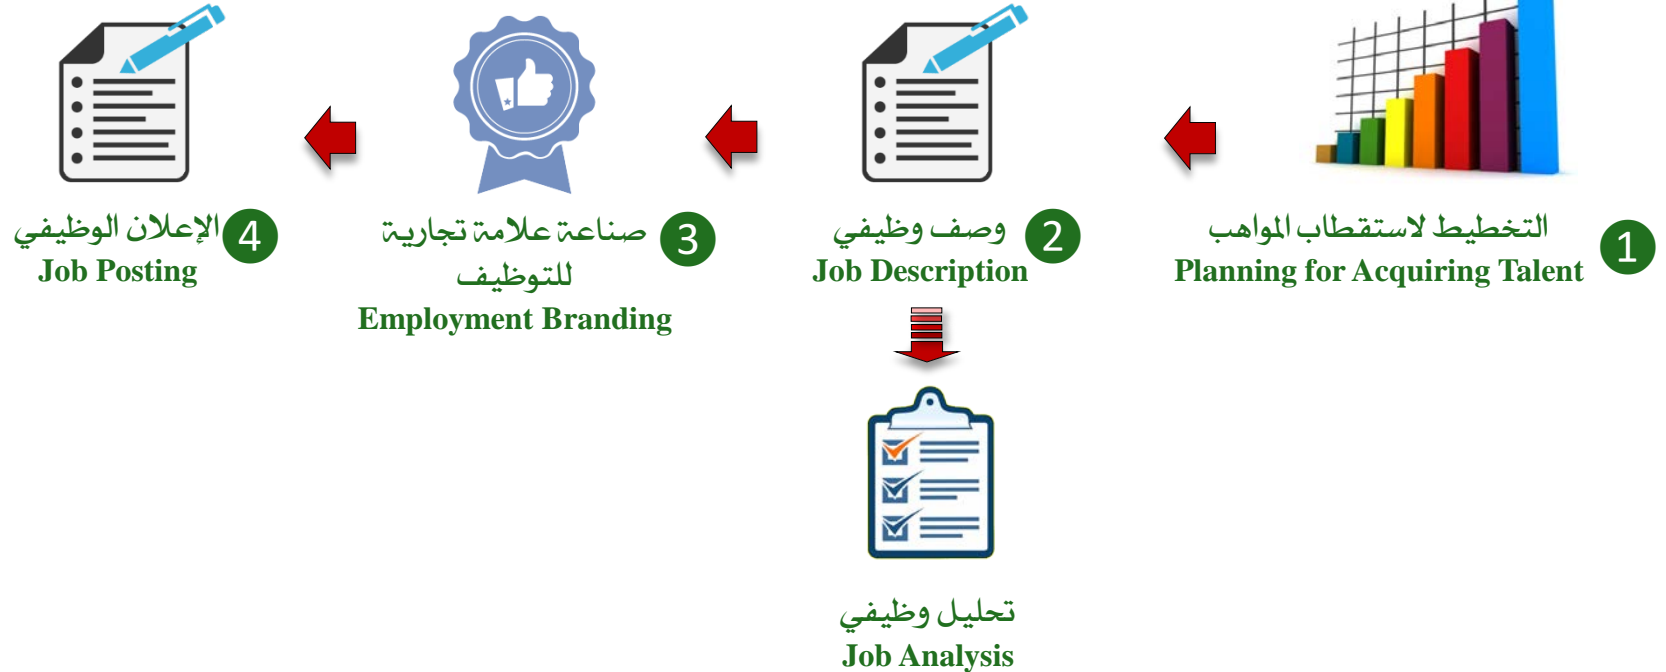 1
التخطيط لاستقطاب المواهب
Planning for Acquiring Talent
2
وصف وظيفي
Job Description
3
صناعة علامة تجارية
للتوظيف
Employment Branding
4
الإعلان الوظيفي
Job Posting
تحليل وظيفي
Job Analysis